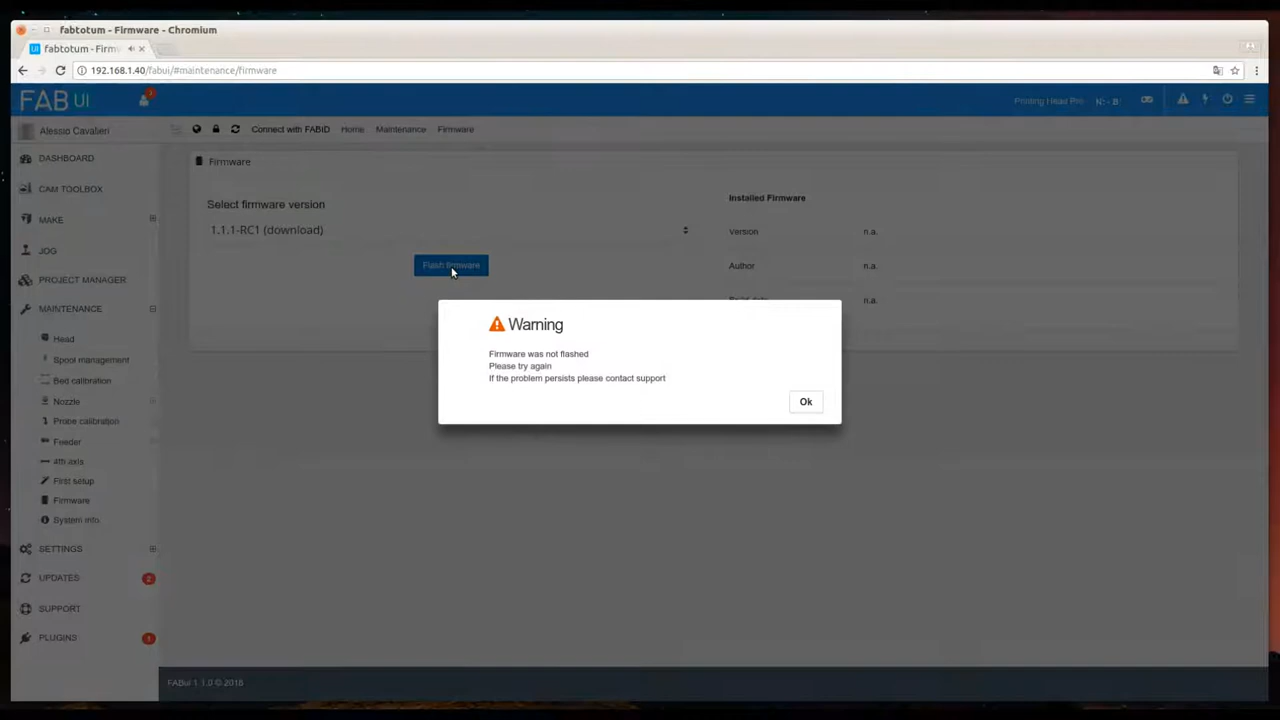 fabtotum - Firmware - Chromium
fabtotum - Firmw
192.168.1.40/fabui/#maintenance/firmware
FAB UI
Printing Head Pro
Alessio Cavalieri
Connect with FABID Home Maintenance Firmware
DASHBOARD
CAM TOOLBOX
MAKE
JOG
PROJECT MANAGER
MAINTENANCE
Head
Spool management
Bed calibration
Nozzle
Probe calibration
Feeder
4th axis
First setup
Firmware
System info
SETTINGS
UPDATES 2
SUPPORT
PLUGINS 1
Firmware
Select firmware version
1.1.1-RC1 (download)
Flash firmware
Installed Firmware
Version n.a.
Author n.a.
Build date n.a.
Warning
Firmware was not flashed
Please try again
If the problem persists please contact support
Ok
FABui 1.1.0 © 2018